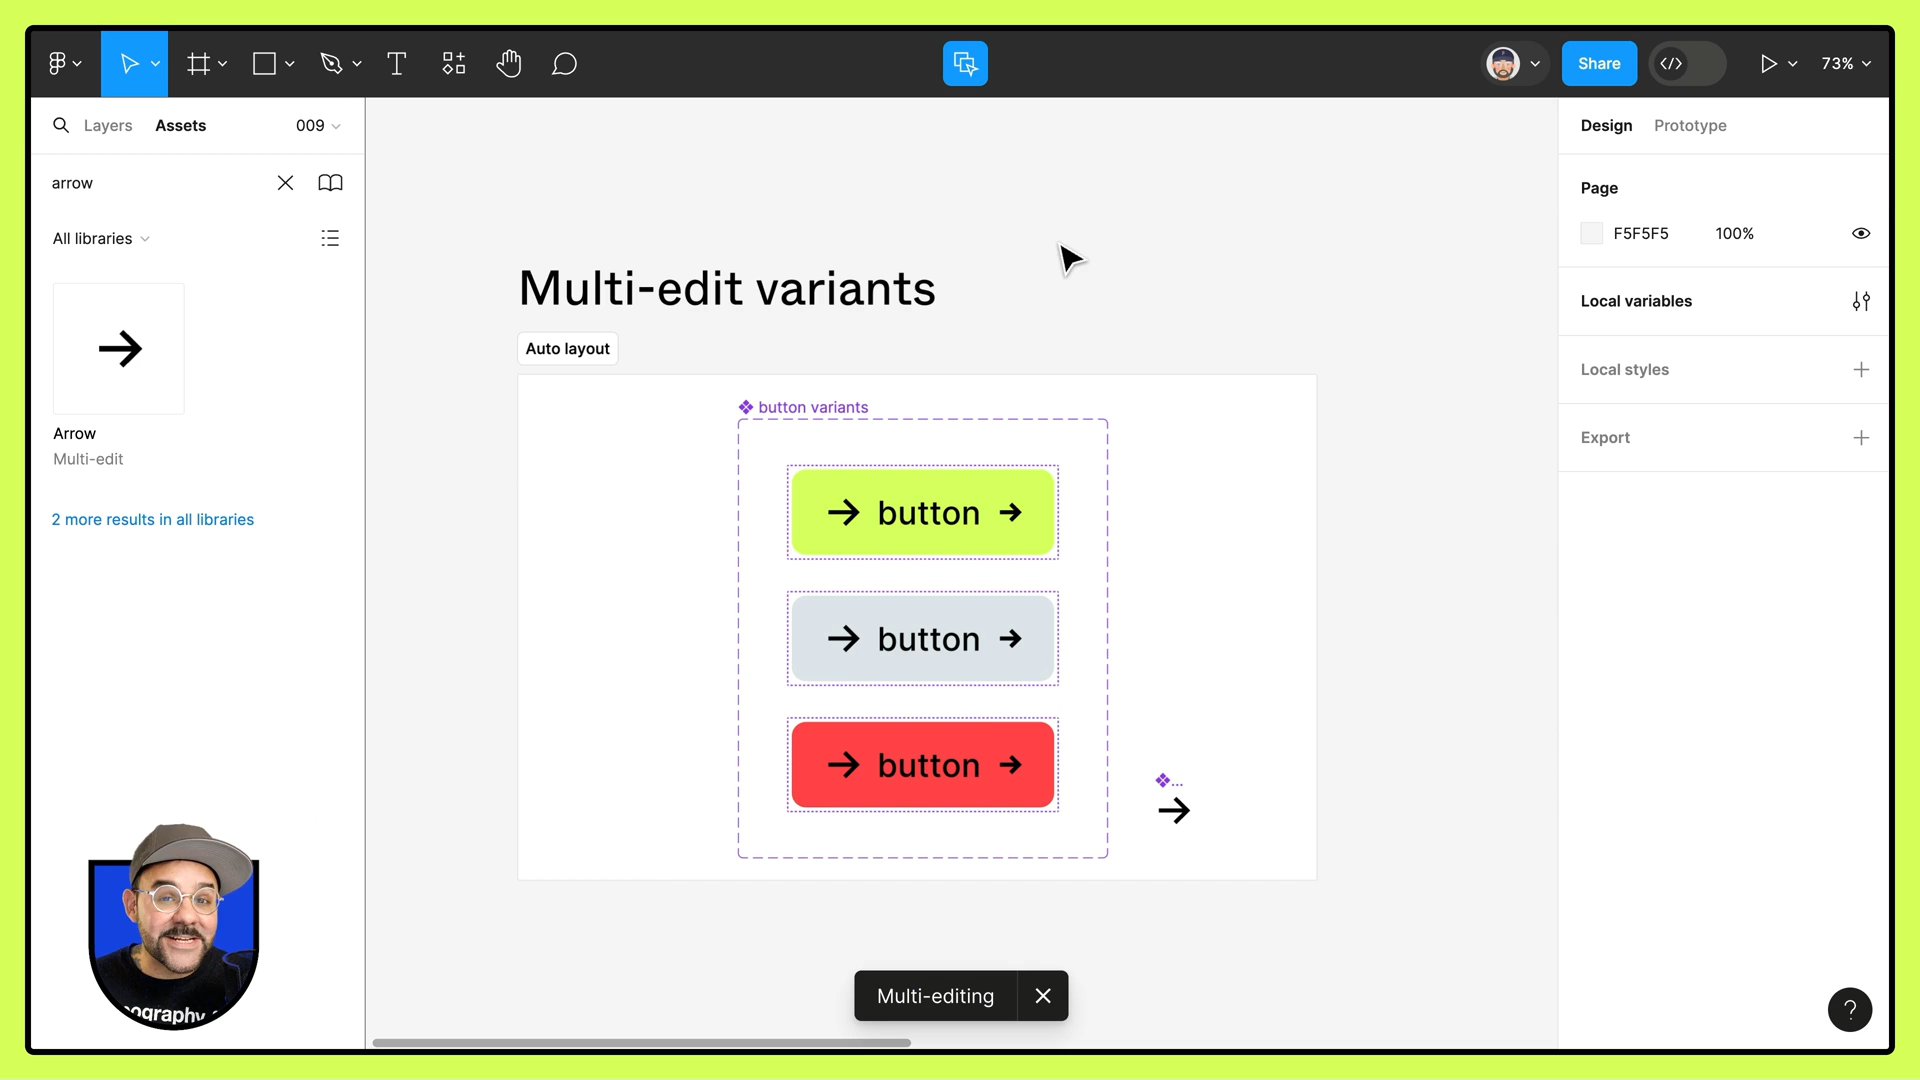 Share
73%
Layers
Assets
009
Design
Prototype
arrow
All libraries
Arrow
Multi-edit
2 more results in all libraries
Multi-edit variants
Auto layout
button variants
button
button
button
...
Multi-editing
Page
F5F5F5
100%
Local variables
Local styles
Export
?
ography